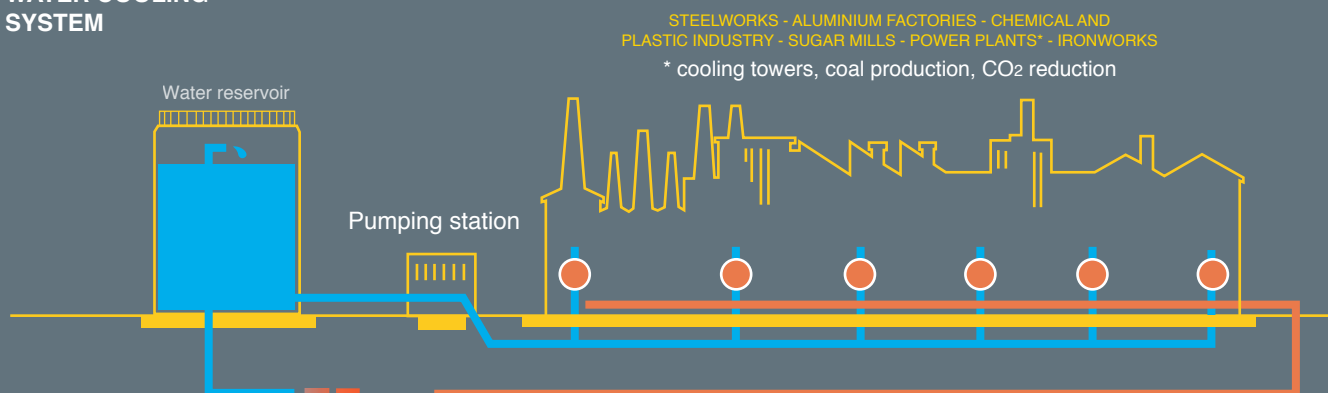 SYSTEM
STEELWORKS - ALUMINIUM FACTORIES - CHEMICAL AND
PLASTIC INDUSTRY - SUGAR MILLS - POWER PLANTS* - IRONWORKS
* cooling towers, coal production, CO2 reduction
Water reservoir
Pumping station